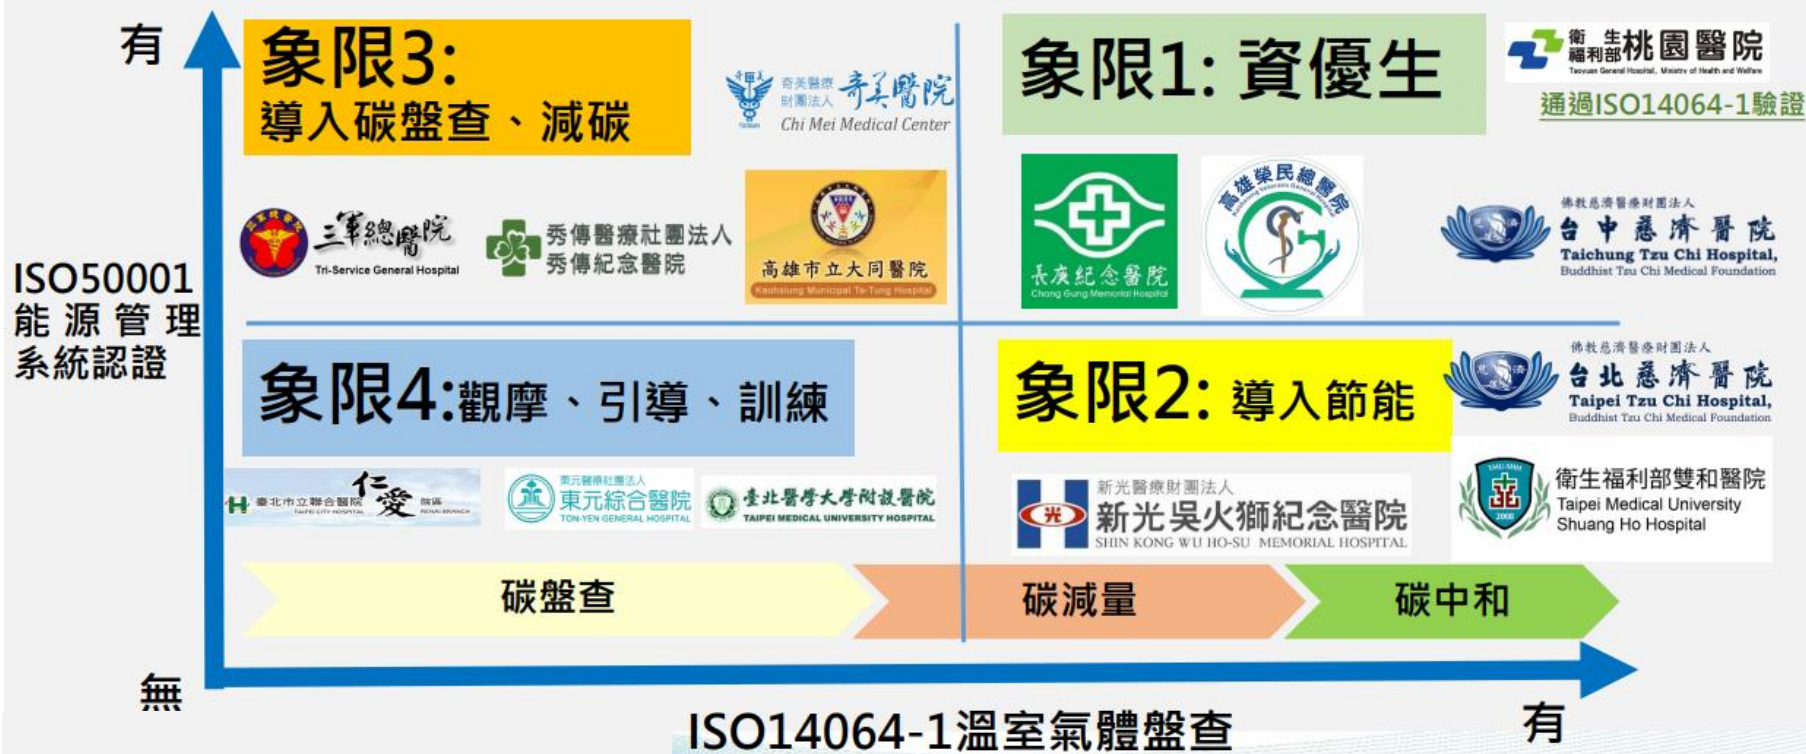 有
象限3:
導入碳盤查、減碳
奇美醫療
財團法人
奇美醫院
Chi Mei Medical Center
三軍總醫院
Tri-Service General Hospital
秀傳醫療社團法人
秀傳紀念醫院
高雄市立大同醫院
Kaohsiung Municipal Ta-Tung Hospital
象限1: 資優生
衛生
福利部
桃園醫院
Taoyuan General Hospital, Ministry of Health and Welfare
通過ISO14064-1驗證
長庚紀念醫院
Chang Gung Memorial Hospital
高雄榮民總醫院
佛教慈濟醫療財團法人
台中慈濟醫院
Taichung Tzu Chi Hospital,
Buddhist Tzu Chi Medical Foundation
ISO50001
能源管理
系統認證
象限4:觀摩、引導、訓練
臺北市立聯合醫院 仁愛 院區
TAIPEI CITY HOSPITAL RENAI BRANCH
東元醫療社團法人
東元綜合醫院
TON-YEN GENERAL HOSPITAL
臺北醫學大學附設醫院
TAIPEI MEDICAL UNIVERSITY HOSPITAL
象限2: 導入節能
佛教慈濟醫療財團法人
台北慈濟醫院
Taipei Tzu Chi Hospital,
Buddhist Tzu Chi Medical Foundation
光
新光醫療財團法人
新光吳火獅紀念醫院
SHIN KONG WU HO-SU MEMORIAL HOSPITAL
TMU-SHH
2008
衛生福利部雙和醫院
Taipei Medical University
Shuang Ho Hospital
碳盤查
碳減量
碳中和
無
ISO14064-1溫室氣體盤查
有